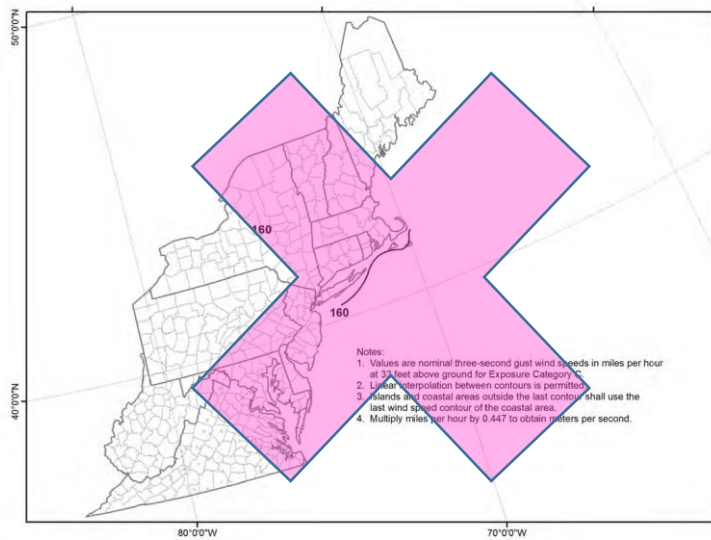 50°0'0"N
160
160
Notes:
1. Values are nominal three-second gust wind speeds in miles per hour
at 33 feet above ground for Exposure Category C.
2. Linear interpolation between contours is permitted.
3. Islands and coastal areas outside the last contour shall use the
last wind speed contour of the coastal area.
4. Multiply miles per hour by 0.447 to obtain meters per second.
40°0'0"N
80°0'0"W
70°0'0"W